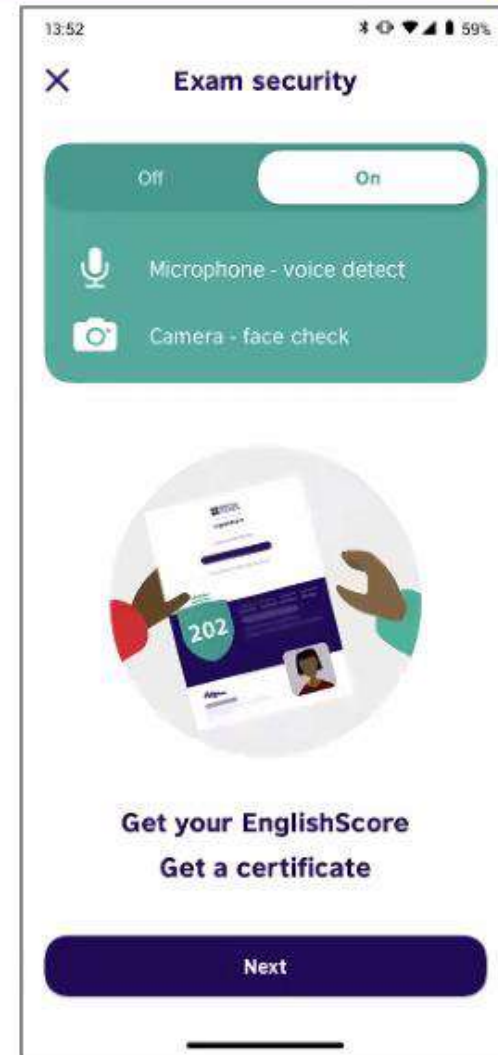 13:52 59%
Exam security
Off On
Microphone - voice detect
Camera - face check
202
Get your EnglishScore
Get a certificate
Next